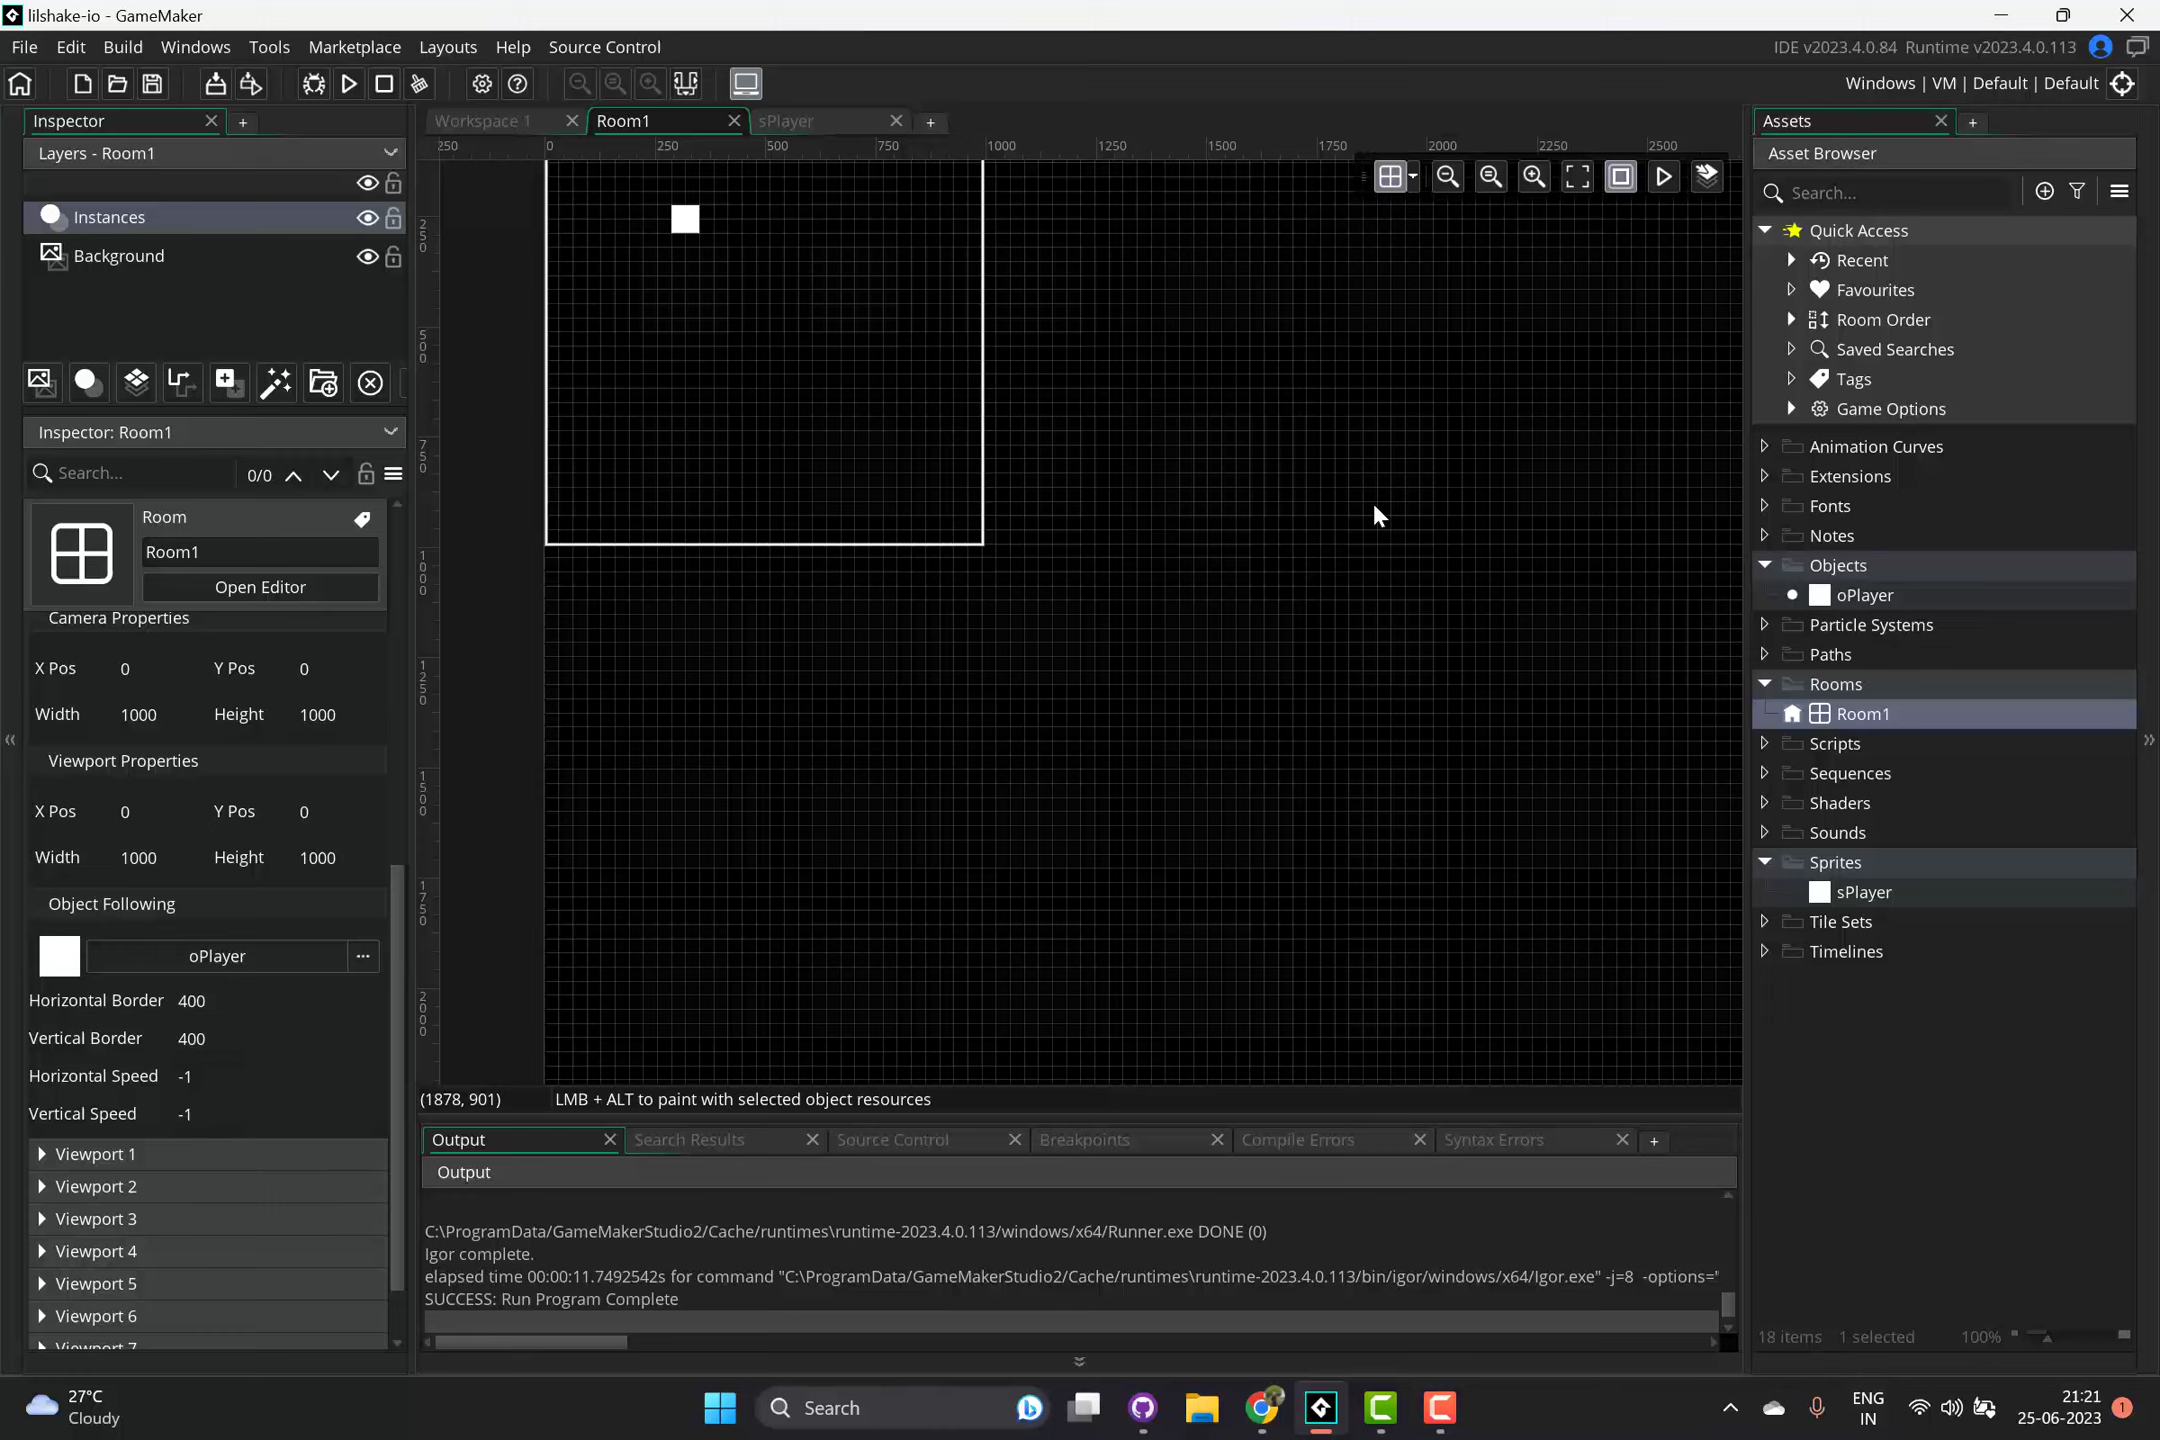 lilshake-io - GameMaker
File Edit Build Windows Tools Marketplace Layouts Help Source Control
IDE v2023.4.0.84 Runtime v2023.4.0.113
Windows | VM | Default | Default
Inspector
Layers - Room1
Instances
Background
Inspector: Room1
Search...
0/0
Room
Room1
Open Editor
Camera Properties
X Pos 0 Y Pos 0
Width 1000 Height 1000
Viewport Properties
X Pos 0 Y Pos 0
Width 1000 Height 1000
Object Following
oPlayer ...
Horizontal Border 400
Vertical Border 400
Horizontal Speed -1
Vertical Speed -1
Viewport 1
Viewport 2
Viewport 3
Viewport 4
Viewport 5
Viewport 6
Viewport 7
Workspace 1
Room1
sPlayer
250 0 250 500 750 1000 1250 1500 1750 2000 2250 2500
250
500
750
1000
1250
1500
1750
2000
(1878, 901) LMB + ALT to paint with selected object resources
Output Search Results Source Control Breakpoints Compile Errors Syntax Errors
Output
C:\ProgramData/GameMakerStudio2/Cache/runtimes\runtime-2023.4.0.113/windows/x64/Runner.exe DONE (0)
Igor complete.
elapsed time 00:00:11.7492542s for command "C:\ProgramData/GameMakerStudio2/Cache/runtimes\runtime-2023.4.0.113/bin/igor/windows/x64/Igor.exe" -j=8 -options="
SUCCESS: Run Program Complete
Assets
Asset Browser
Search...
Quick Access
Recent
Favourites
Room Order
Saved Searches
Tags
Game Options
Animation Curves
Extensions
Fonts
Notes
Objects
oPlayer
Particle Systems
Paths
Rooms
Room1
Scripts
Sequences
Shaders
Sounds
Sprites
sPlayer
Tile Sets
Timelines
18 items 1 selected 100%
27°C
Cloudy
Search
ENG
IN
21:21
25-06-2023
1